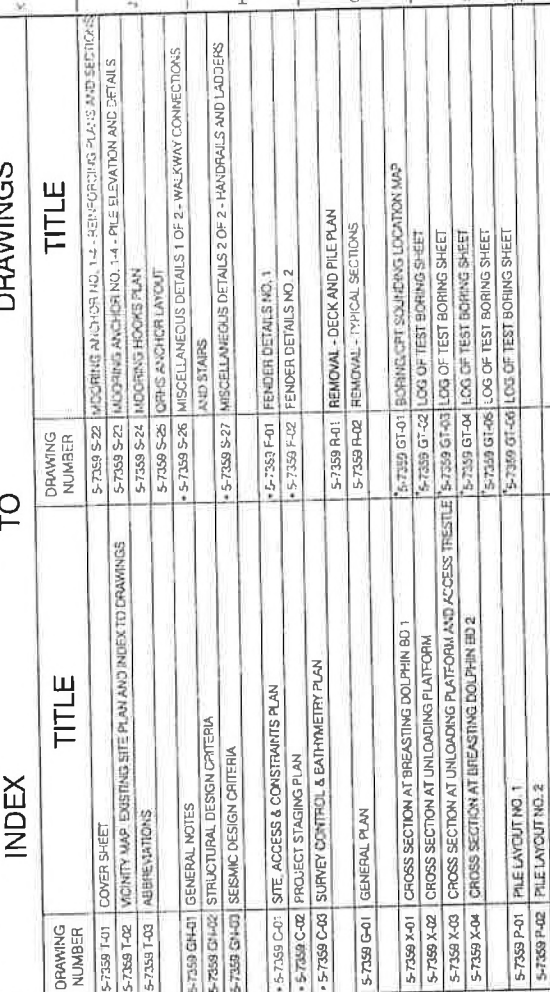 INDEX TO DRAWINGS
DRAWING NUMBER TITLE
5-7359 T-01 COVER SHEET
5-7359 T-02 VICINITY MAP, EXISTING SITE PLAN AND INDEX TO DRAWINGS
5-7359 T-03 ABBREVIATIONS
5-7359 GN-01 GENERAL NOTES
5-7359 GN-02 STRUCTURAL DESIGN CRITERIA
5-7359 GN-03 SEISMIC DESIGN CRITERIA
* 5-7359 C-01 SITE, ACCESS & CONSTRAINTS PLAN
* 5-7359 C-02 PROJECT STAGING PLAN
* 5-7359 C-03 SURVEY CONTROL & BATHYMETRY PLAN
5-7359 G-01 GENERAL PLAN
5-7359 X-01 CROSS SECTION AT BREASTING DOLPHIN BD 1
5-7359 X-02 CROSS SECTION AT UNLOADING PLATFORM
5-7359 X-03 CROSS SECTION AT UNLOADING PLATFORM AND ACCESS TRESTLE
5-7359 X-04 CROSS SECTION AT BREASTING DOLPHIN BD 2
5-7359 P-01 PILE LAYOUT NO. 1
5-7359 P-02 PILE LAYOUT NO. 2
DRAWING NUMBER TITLE
5-7359 S-22 MOORING ANCHOR NO. 1-4 - REINFORCING PLANS AND SECTIONS
5-7359 S-23 MOORING ANCHOR NO. 1-4 - PILE ELEVATION AND DETAILS
5-7359 S-24 MOORING HOOKS PLAN
5-7359 S-25 QRHS ANCHOR LAYOUT
* 5-7359 S-26 MISCELLANEOUS DETAILS 1 OF 2 - WALKWAY CONNECTIONS
AND STAIRS
* 5-7359 S-27 MISCELLANEOUS DETAILS 2 OF 2 - HANDRAILS AND LADDERS
* 5-7359 F-01 FENDER DETAILS NO. 1
* 5-7359 F-02 FENDER DETAILS NO. 2
5-7359 R-01 REMOVAL - DECK AND PILE PLAN
5-7359 R-02 REMOVAL - TYPICAL SECTIONS
* 5-7359 GT-01 BORING/CPT SOUNDING LOCATION MAP
* 5-7359 GT-02 LOG OF TEST BORING SHEET
* 5-7359 GT-03 LOG OF TEST BORING SHEET
* 5-7359 GT-04 LOG OF TEST BORING SHEET
* 5-7359 GT-05 LOG OF TEST BORING SHEET
* 5-7359 GT-06 LOG OF TEST BORING SHEET